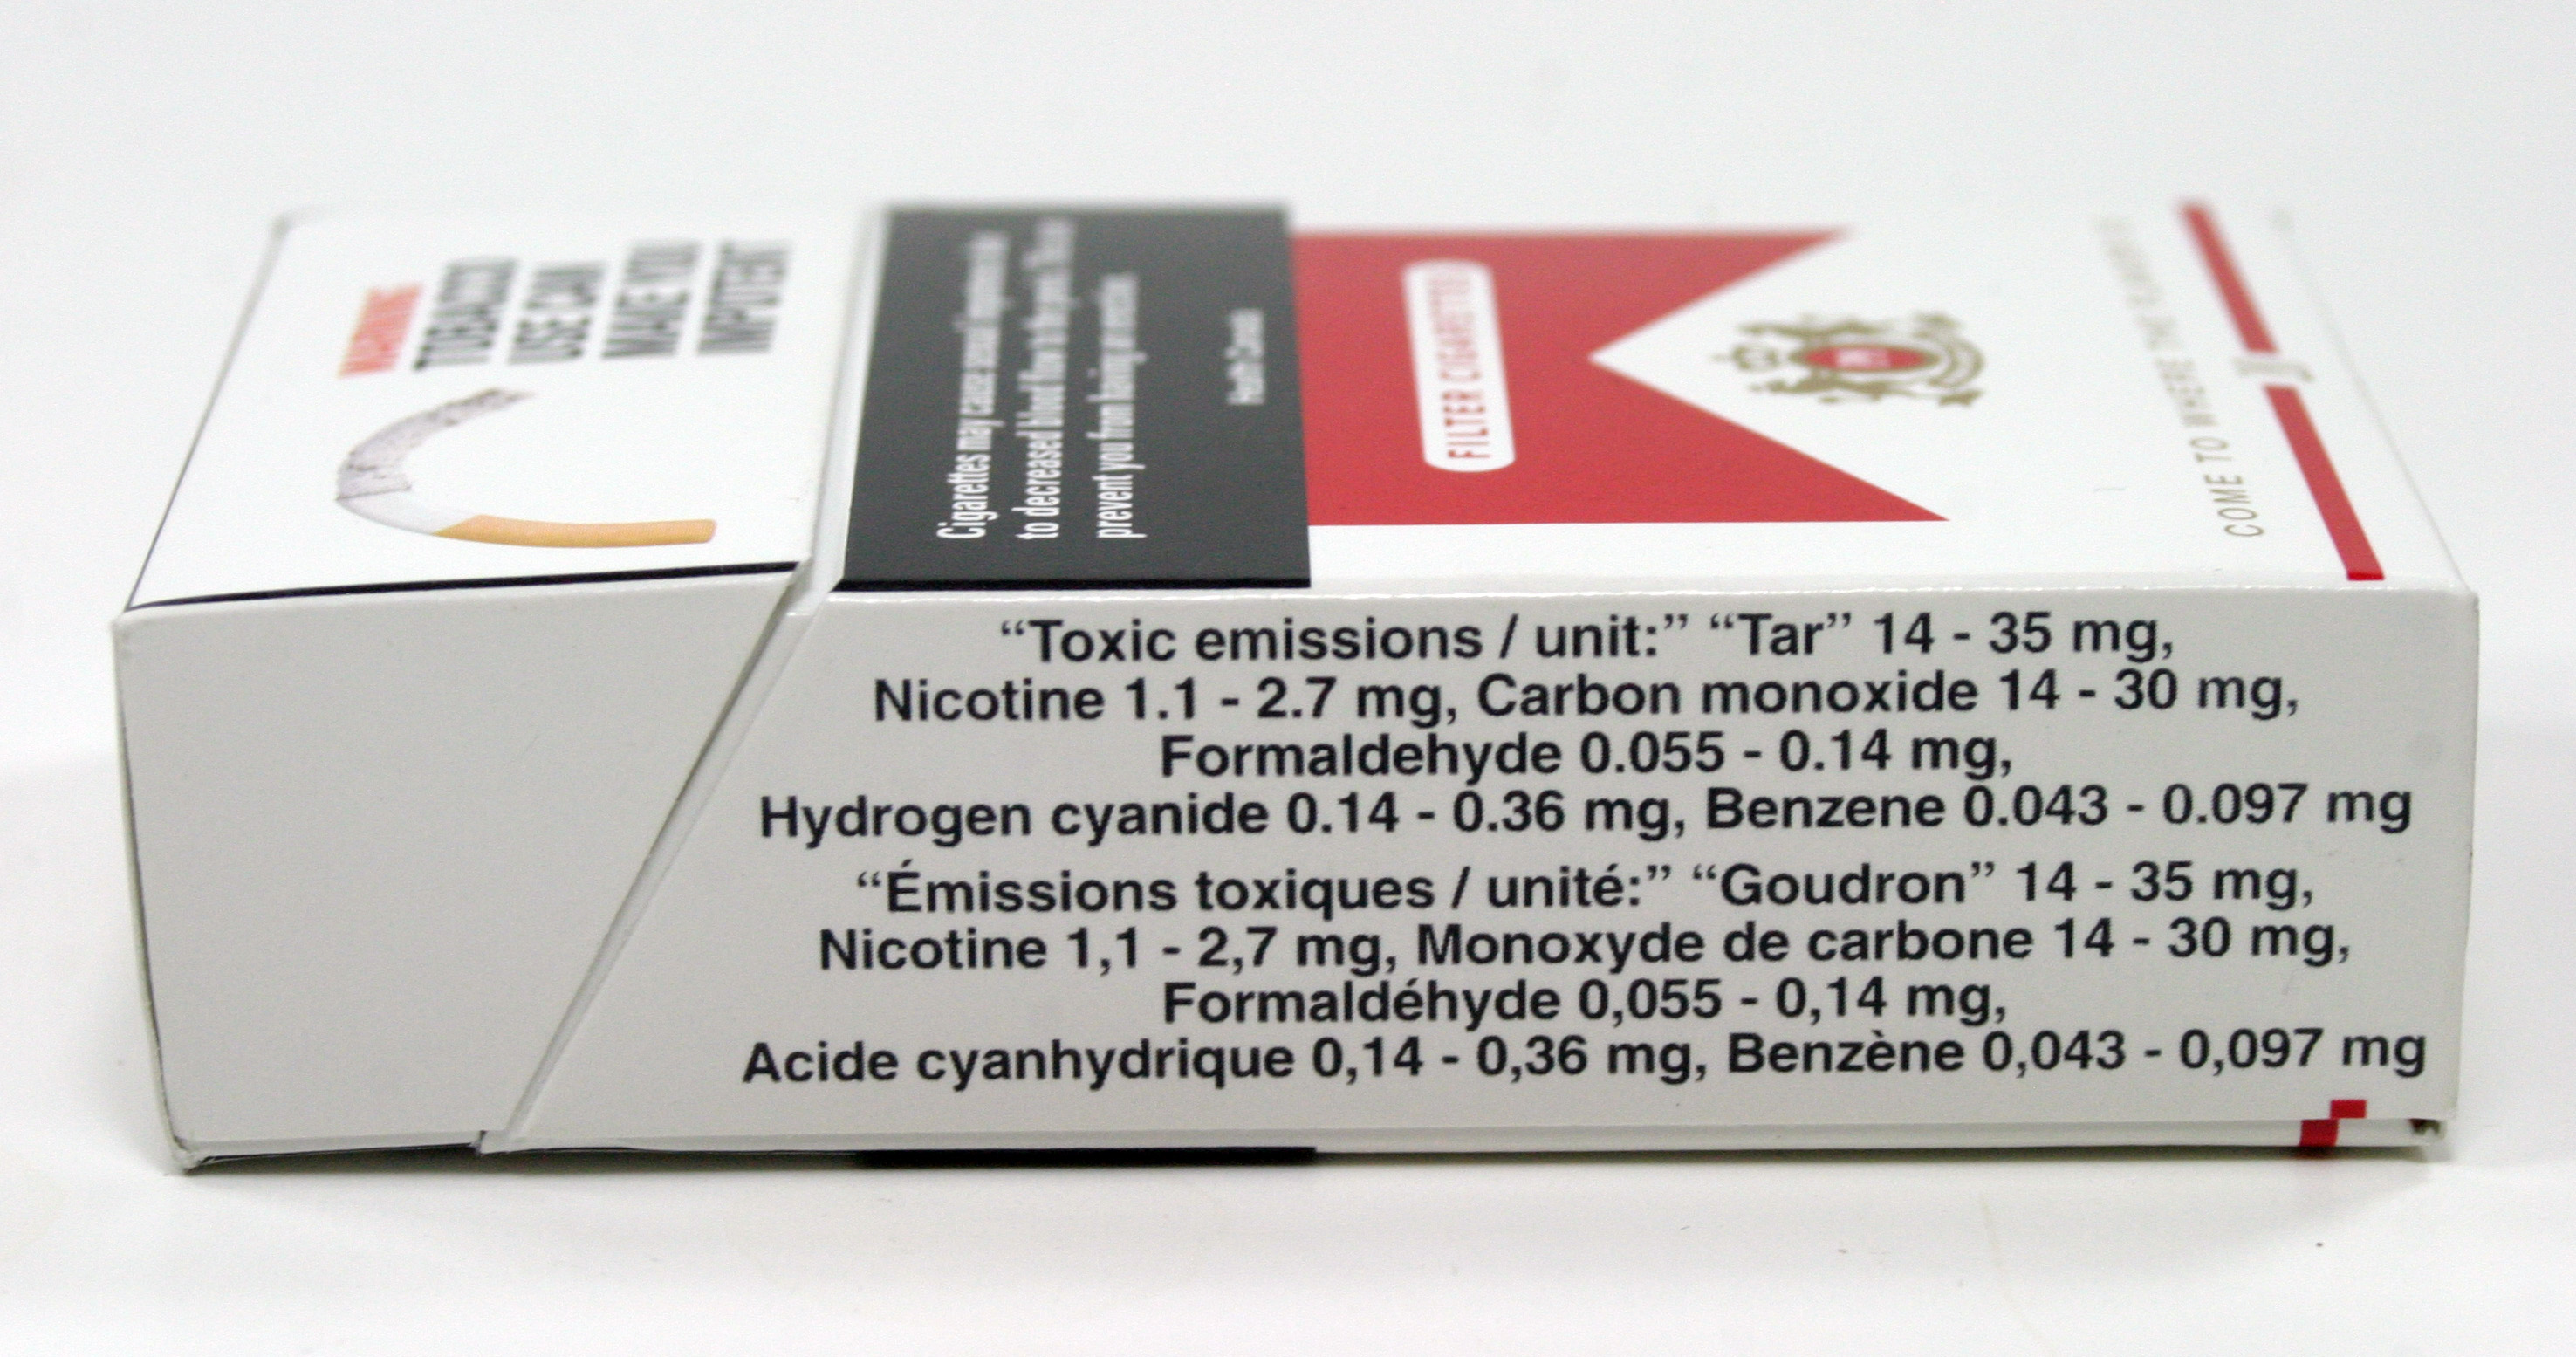 WARNING
TOBACCO
USE CAN
MAKE YOU
IMPOTENT
Cigarettes may cause sexual impotence due
to decreased blood flow to the penis. This can
prevent you from having an erection.
Health Canada
FILTER CIGARETTES
COME TO WHERE THE
“Toxic emissions / unit:” “Tar” 14 - 35 mg,
Nicotine 1.1 - 2.7 mg, Carbon monoxide 14 - 30 mg,
Formaldehyde 0.055 - 0.14 mg,
Hydrogen cyanide 0.14 - 0.36 mg, Benzene 0.043 - 0.097 mg
“Émissions toxiques / unité:” “Goudron” 14 - 35 mg,
Nicotine 1,1 - 2,7 mg, Monoxyde de carbone 14 - 30 mg,
Formaldéhyde 0,055 - 0,14 mg,
Acide cyanhydrique 0,14 - 0,36 mg, Benzène 0,043 - 0,097 mg